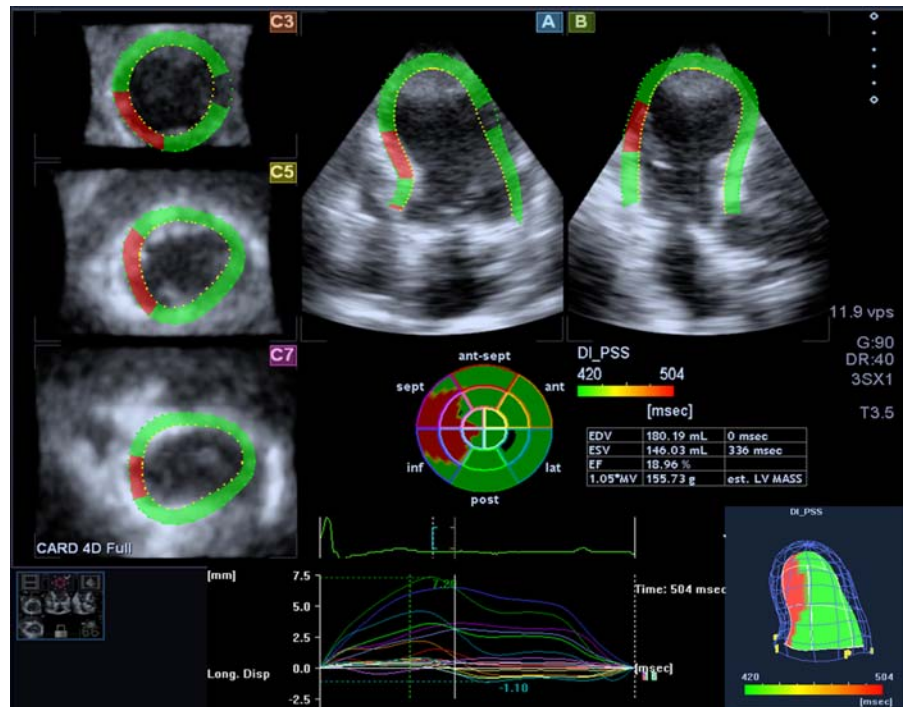 C3
A
B
C5
11.9 vps
G:90
DR:40
3SX1
T3.5
C7
ant-sept
sept
ant
inf
lat
post
DI_PSS
420 504
[msec]
EDV 180.19 mL 0 msec
ESV 146.03 mL 336 msec
EF 18.96 %
1.05*MV 155.73 g est. LV MASS
CARD 4D Full
[mm]
7.5
5.0
2.5
0.0
-2.5
7.26
-1.10
Long. Disp
Time: 504 msec
[msec]
DI_PSS
420 504
[msec]